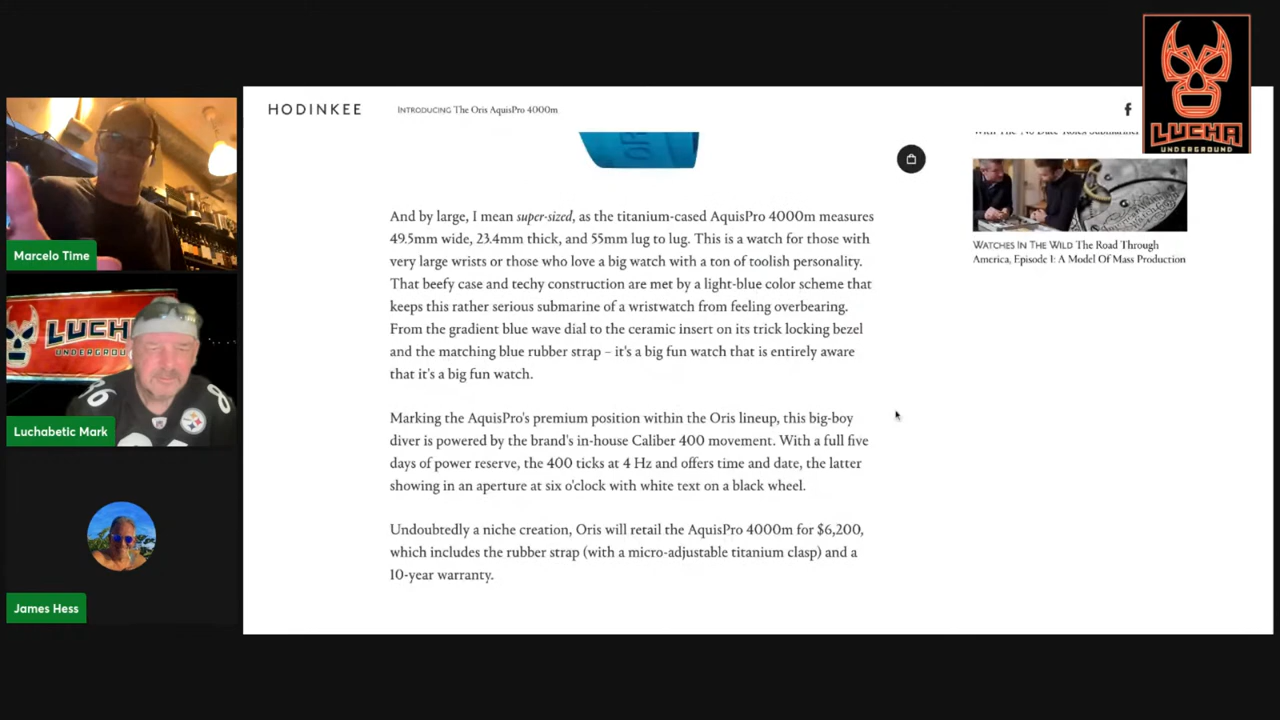 HODINKEE
INTRODUCING The Oris AquisPro 4000m
LUCHA
UNDERGROUND
With The 'No Date' Rolex Submariner
And by large, I mean super-sized, as the titanium-cased AquisPro 4000m measures
49.5mm wide, 23.4mm thick, and 55mm lug to lug. This is a watch for those with
very large wrists or those who love a big watch with a ton of toolish personality.
That beefy case and techy construction are met by a light-blue color scheme that
keeps this rather serious submarine of a wristwatch from feeling overbearing.
From the gradient blue wave dial to the ceramic insert on its trick locking bezel
and the matching blue rubber strap – it's a big fun watch that is entirely aware
that it's a big fun watch.
Marking the AquisPro's premium position within the Oris lineup, this big-boy
diver is powered by the brand's in-house Caliber 400 movement. With a full five
days of power reserve, the 400 ticks at 4 Hz and offers time and date, the latter
showing in an aperture at six o'clock with white text on a black wheel.
Undoubtedly a niche creation, Oris will retail the AquisPro 4000m for $6,200,
which includes the rubber strap (with a micro-adjustable titanium clasp) and a
10-year warranty.
WATCHES IN THE WILD The Road Through
America, Episode 1: A Model Of Mass Production
Marcelo Time
LUCHA
UNDERGROU
86
8
Steelers
Luchabetic Mark
James Hess